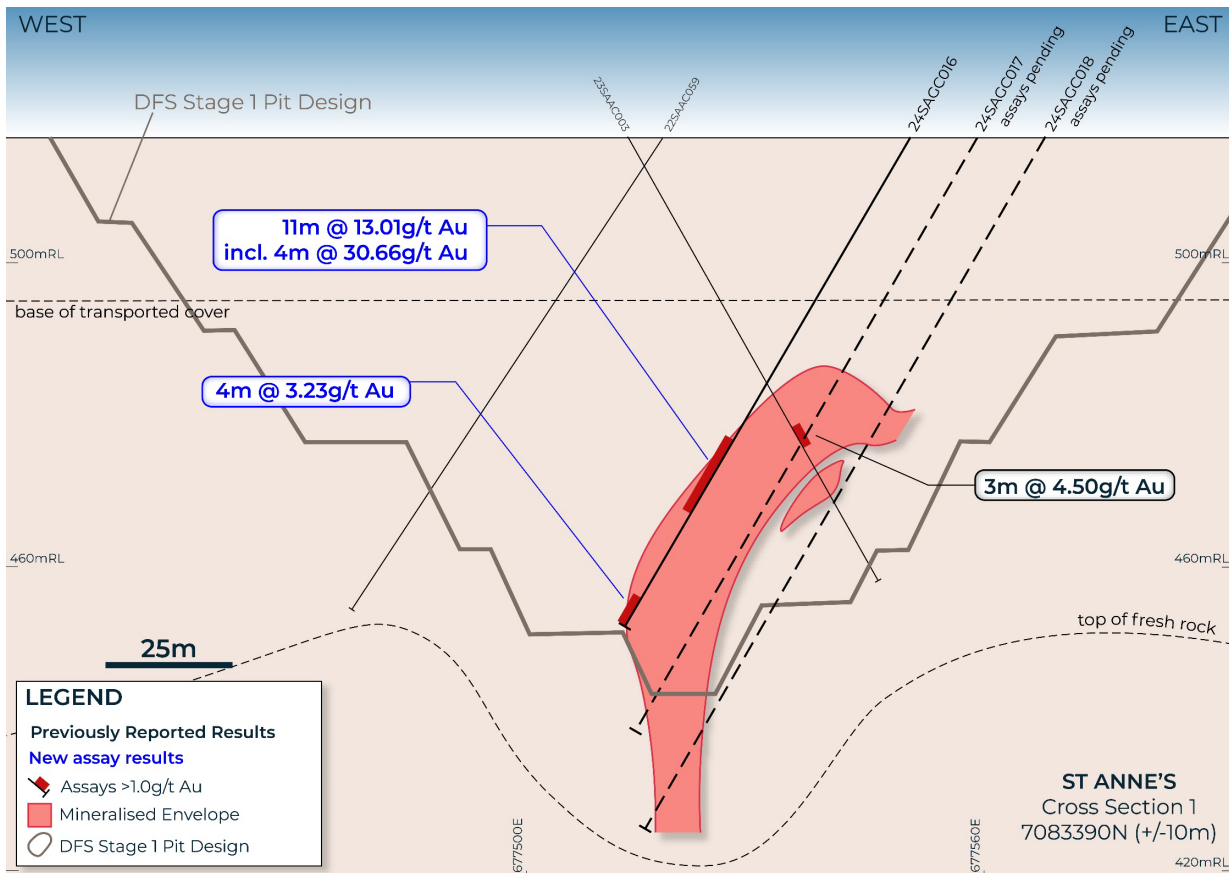 WEST
EAST
DFS Stage 1 Pit Design
23SAAC003
22SAAC059
24SAGC016
24SAGC017
assays pending
24SAGC018
assays pending
11m @ 13.01g/t Au
incl. 4m @ 30.66g/t Au
500mRL
500mRL
base of transported cover
4m @ 3.23g/t Au
3m @ 4.50g/t Au
460mRL
460mRL
top of fresh rock
25m
LEGEND
Previously Reported Results
New assay results
Assays >1.0g/t Au
Mineralised Envelope
DFS Stage 1 Pit Design
677500E
677560E
ST ANNE'S
Cross Section 1
7083390N (+/-10m)
420mRL